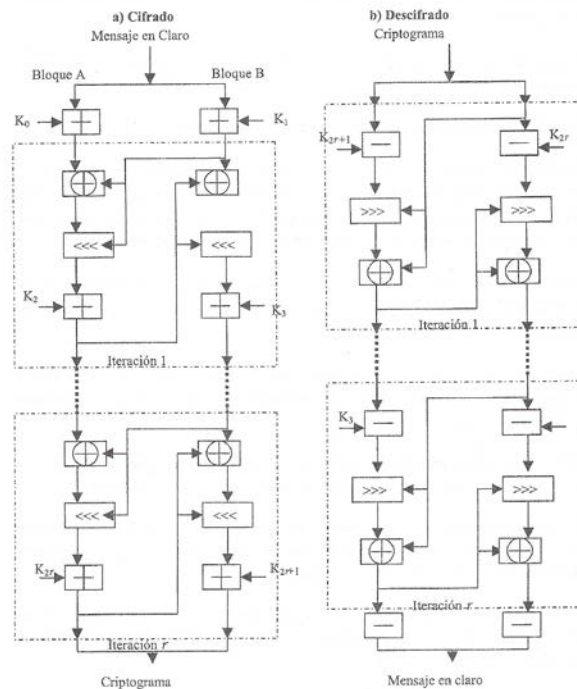 a) Cifrado
Mensaje en Claro
Bloque A
Bloque B
K0
K1
<<<
<<<
K2
K3
Iteración 1
<<<
<<<
K2r
K2r+1
Iteración r
Criptograma
b) Descifrado
Criptograma
K2r+1
K2r
>>>
>>>
Iteración 1
K3
>>>
>>>
Iteración r
Mensaje en claro